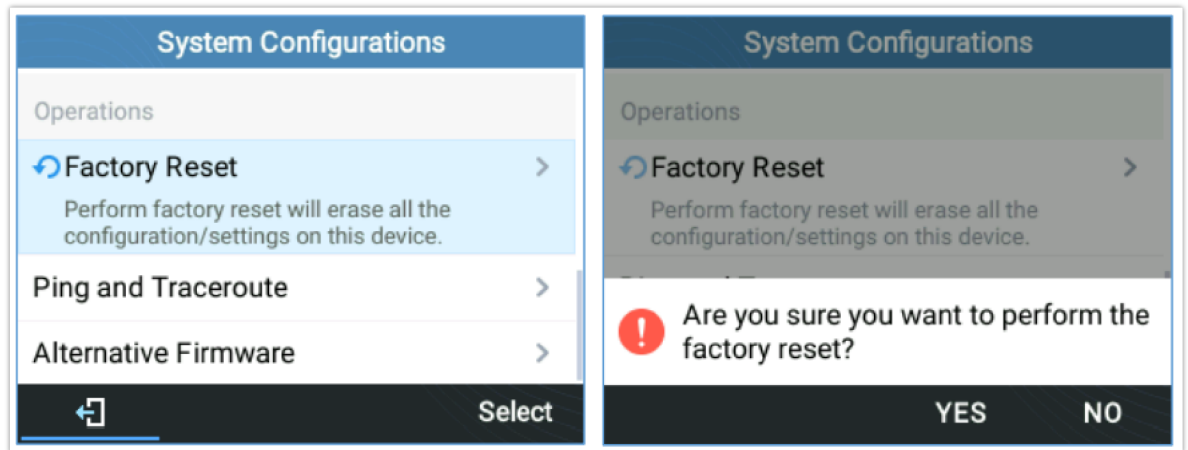 System Configurations
Operations
Factory Reset
Perform factory reset will erase all the
configuration/settings on this device.
Ping and Traceroute
Alternative Firmware
Select
System Configurations
Operations
Factory Reset
Perform factory reset will erase all the
configuration/settings on this device.
Are you sure you want to perform the
factory reset?
YES NO